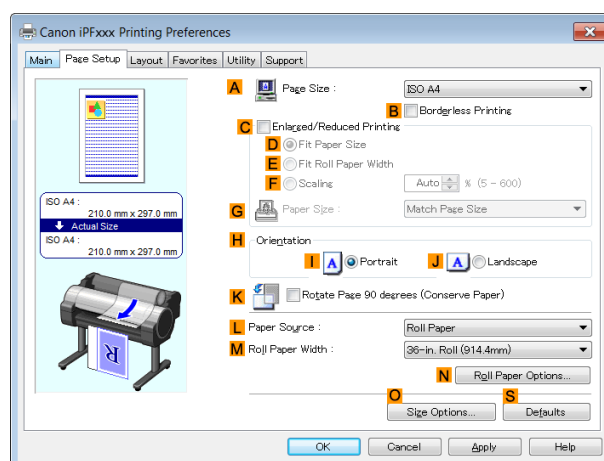 Canon iPFxxx Printing Preferences
Main Page Setup Layout Favorites Utility Support
A Page Size : ISO A4
B Borderless Printing
C Enlarged/Reduced Printing
D Fit Paper Size
E Fit Roll Paper Width
F Scaling Auto % (5 - 600)
G Paper Size : Match Page Size
ISO A4 :
210.0 mm x 297.0 mm
Actual Size
ISO A4 :
210.0 mm x 297.0 mm
H Orientation
I A Portrait J A Landscape
K Rotate Page 90 degrees (Conserve Paper)
L Paper Source : Roll Paper
M Roll Paper Width : 36-in. Roll (914.4mm)
R
N Roll Paper Options...
O S
Size Options... Defaults
OK Cancel Apply Help